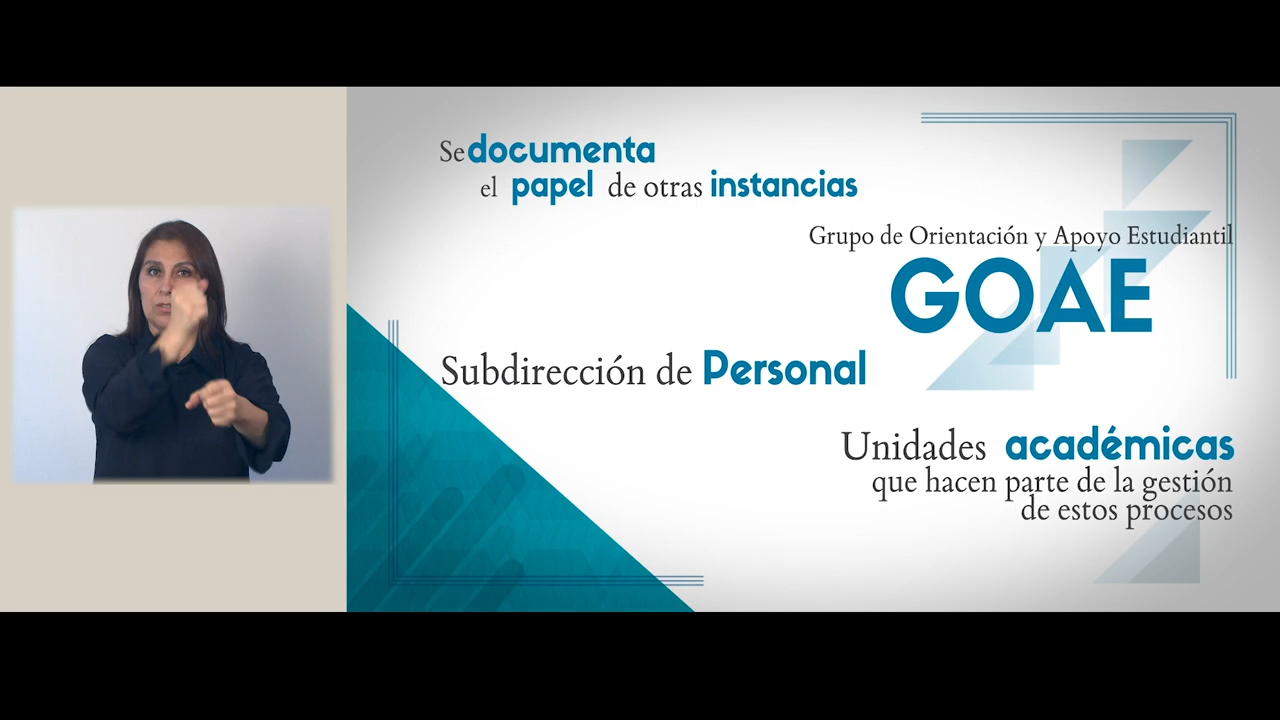 Se documenta
el papel de otras instancias
Grupo de Orientación y Apoyo Estudiantil
GOAE
Subdirección de Personal
Unidades académicas
que hacen parte de la gestión
de estos procesos